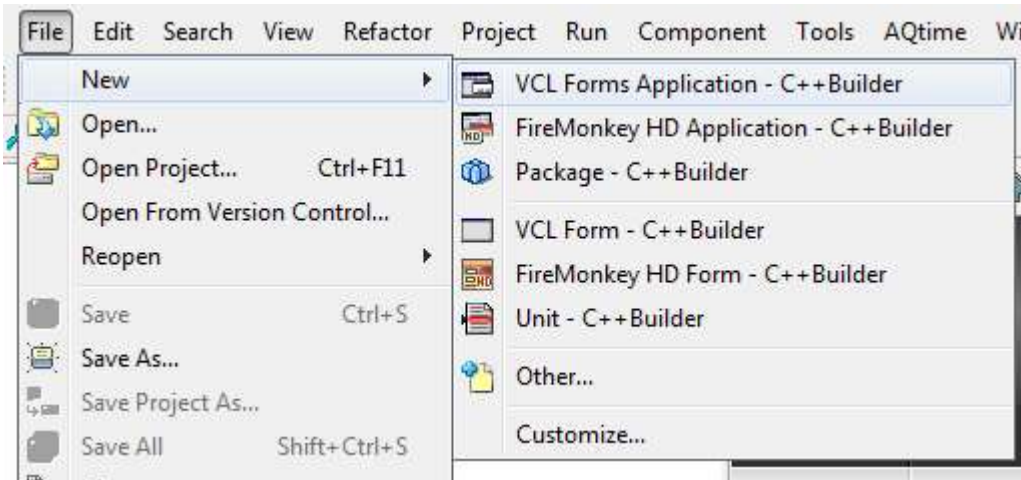 File Edit Search View Refactor Project Run Component Tools AQtime
New
Open...
Open Project... Ctrl+F11
Open From Version Control...
Reopen
Save Ctrl+S
Save As...
Save Project As...
Save All Shift+Ctrl+S
VCL Forms Application - C++Builder
FireMonkey HD Application - C++Builder
Package - C++Builder
VCL Form - C++Builder
FireMonkey HD Form - C++Builder
Unit - C++Builder
Other...
Customize...